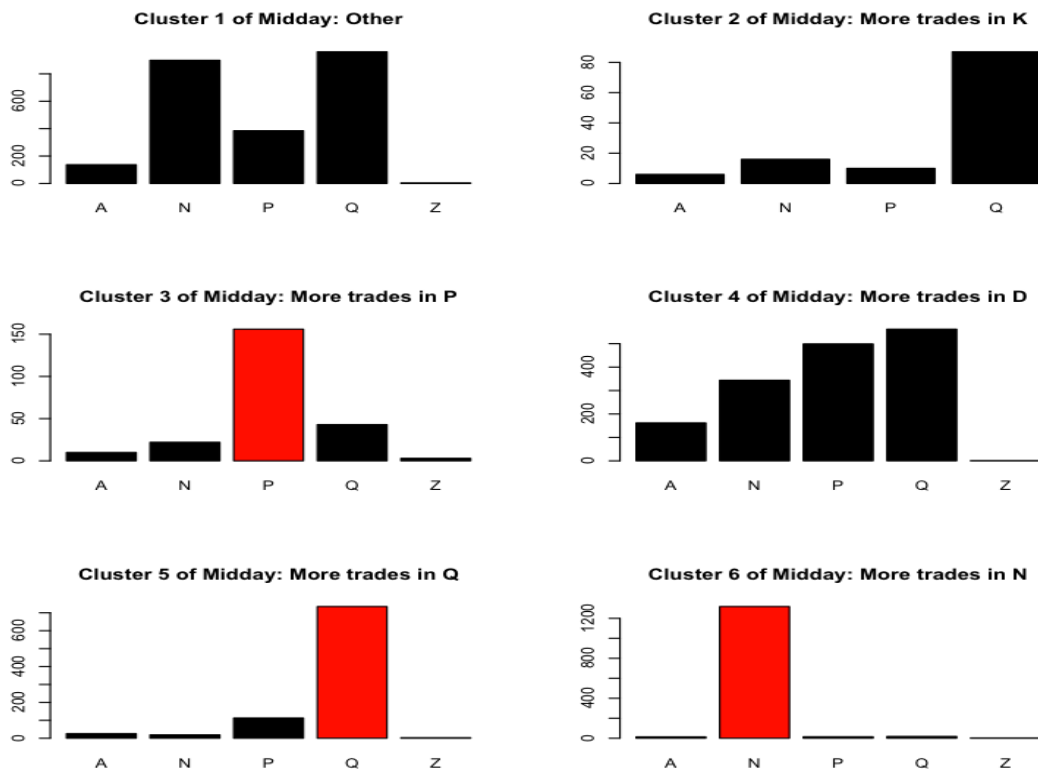 Cluster 1 of Midday: Other
600
200
0
A N P Q Z
Cluster 2 of Midday: More trades in K
80
60
40
20
0
A N P Q
Cluster 3 of Midday: More trades in P
150
100
50
0
A N P Q Z
Cluster 4 of Midday: More trades in D
400
200
0
A N P Q Z
Cluster 5 of Midday: More trades in Q
600
400
200
0
A N P Q Z
Cluster 6 of Midday: More trades in N
1200
800
400
0
A N P Q Z